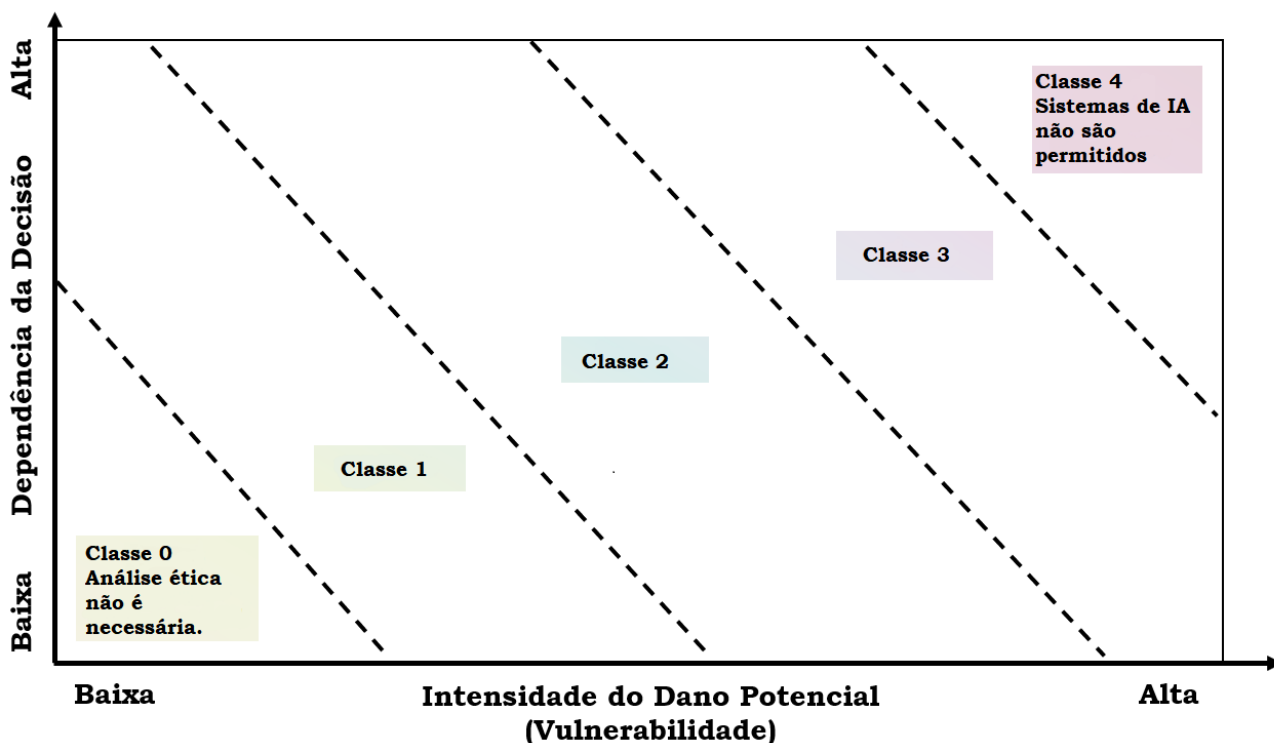 Alta
Dependência da Decisão
Baixa
Classe 4
Sistemas de IA
não são
permitidos
Classe 3
Classe 2
Classe 1
Classe 0
Análise ética
não é
necessária.
Baixa
Intensidade do Dano Potencial
(Vulnerabilidade)
Alta